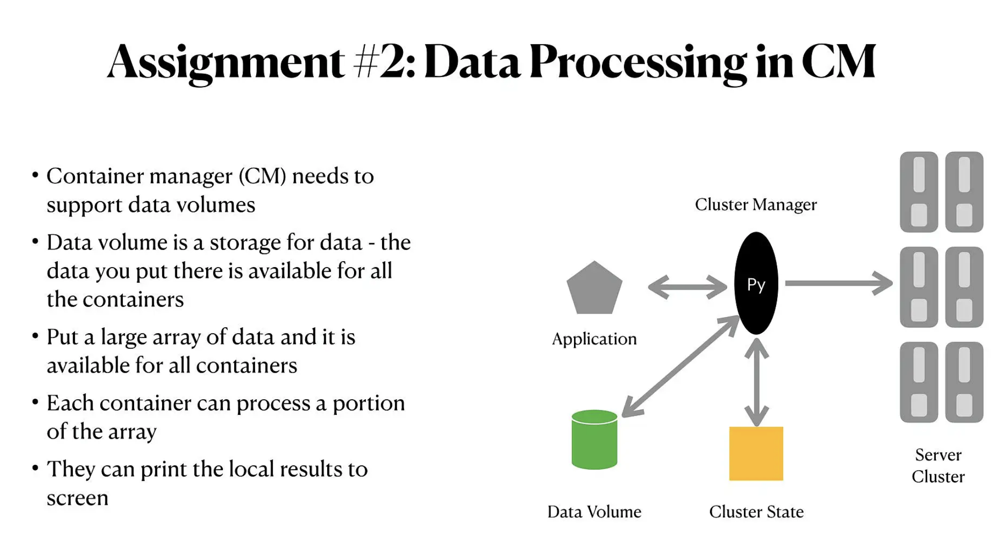 Assignment #2: Data Processing in CM
• Container manager (CM) needs to
support data volumes
• Data volume is a storage for data - the
data you put there is available for all
the containers
• Put a large array of data and it is
available for all containers
• Each container can process a portion
of the array
• They can print the local results to
screen
Cluster Manager
Py
Application
Server
Cluster
Data Volume
Cluster State